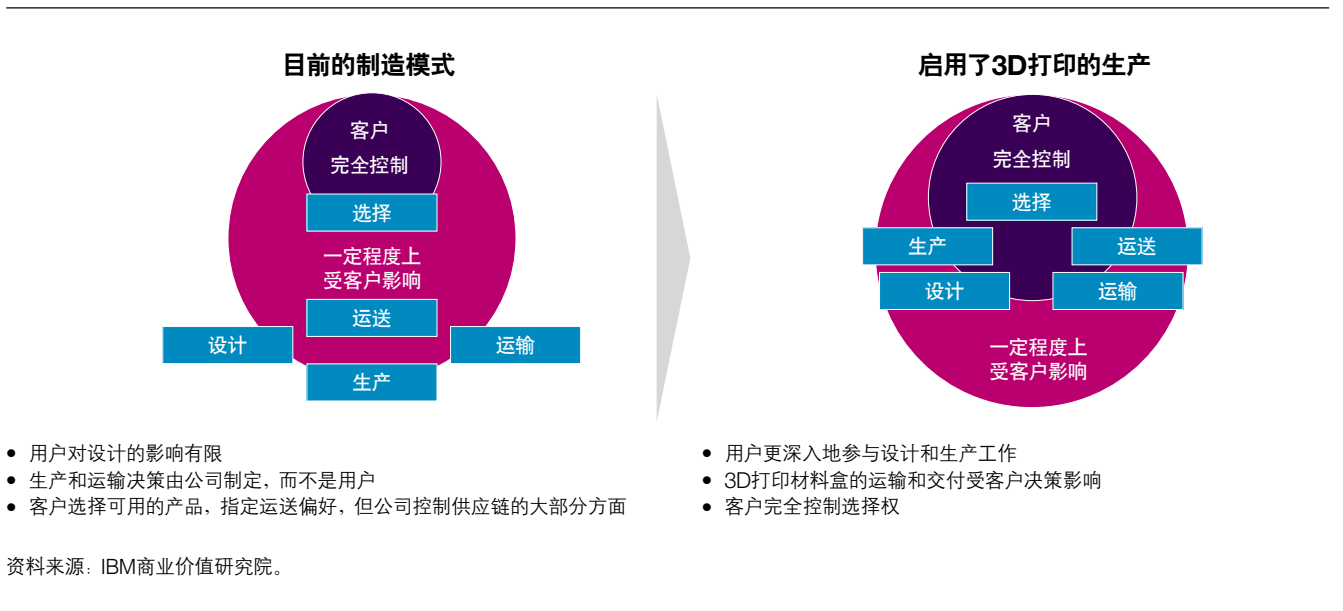 目前的制造模式
客户
完全控制
选择
一定程度上
受客户影响
运送
设计
运输
生产
用户对设计的影响有限
生产和运输决策由公司制定，而不是用户
客户选择可用的产品，指定运送偏好，但公司控制供应链的大部分方面
启用了3D打印的生产
客户
完全控制
选择
生产
运送
设计
运输
一定程度上
受客户影响
用户更深入地参与设计和生产工作
3D打印材料盒的运输和交付受客户决策影响
客户完全控制选择权
资料来源：IBM商业价值研究院。